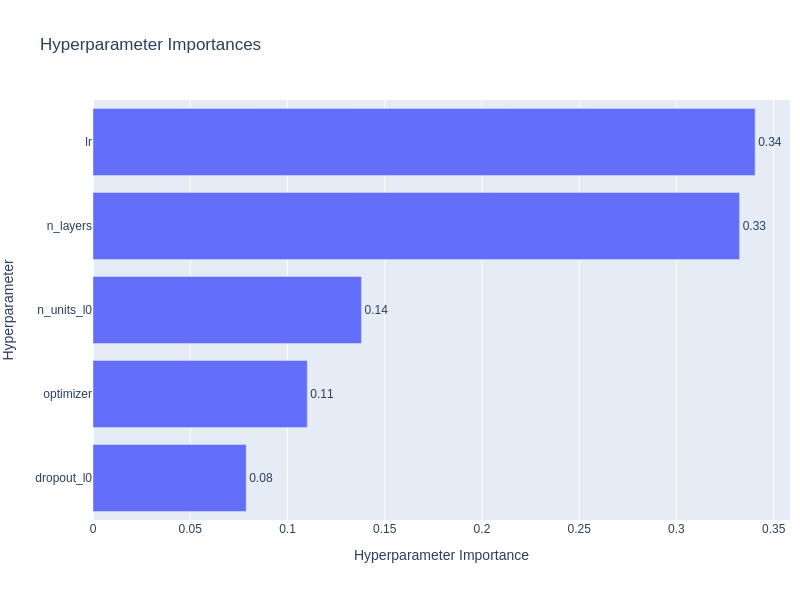 Hyperparameter Importances
Hyperparameter
lr
0.34
n_layers
0.33
n_units_l0
0.14
optimizer
0.11
dropout_l0
0.08
0 0.05 0.1 0.15 0.2 0.25 0.3 0.35
Hyperparameter Importance